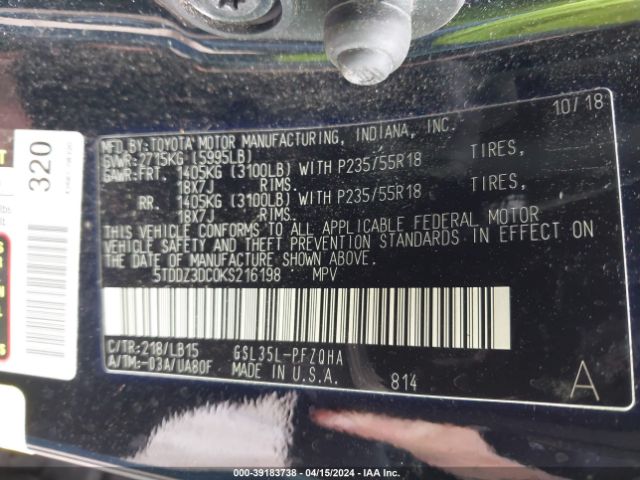 10/18
MFD.BY:TOYOTA MOTOR MANUFACTURING, INDIANA, INC.
GVWR:2715KG (5995LB)
GAWR:FRT. 1405KG (3100LB) WITH P235/55R18 TIRES,
18X7J RIMS.
RR. 1405KG (3100LB) WITH P235/55R18 TIRES,
18X7J RIMS.
THIS VEHICLE CONFORMS TO ALL APPLICABLE FEDERAL MOTOR
VEHICLE SAFETY AND THEFT PREVENTION STANDARDS IN EFFECT ON
THE DATE OF MANUFACTURE SHOWN ABOVE.
5TDDZ3DC0KS216198 MPV
C/TR:218/LB15 GSL35L-PFZQHA
A/TM:-03A/UA80F MADE IN U.S.A. 814 A
320
000-39183738 - 04/15/2024 - IAA Inc.